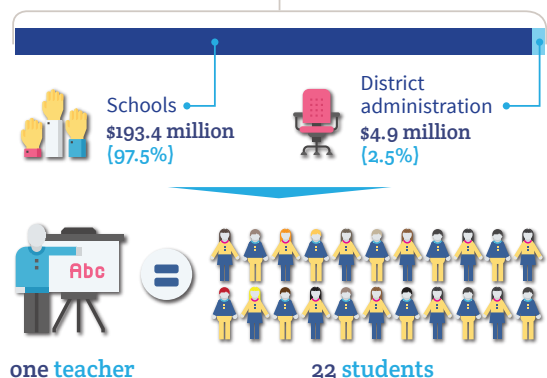 Schools
$193.4 million
(97.5%)
District
administration
$4.9 million
(2.5%)
Abc
one teacher
22 students